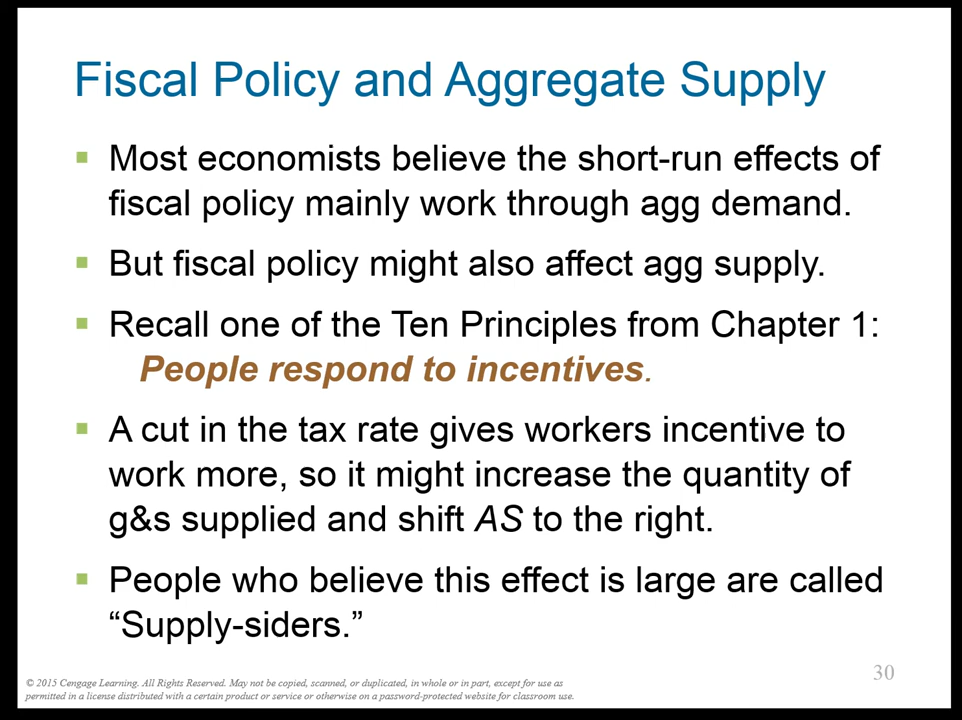 Fiscal Policy and Aggregate Supply
▪ Most economists believe the short-run effects of
fiscal policy mainly work through agg demand.
▪ But fiscal policy might also affect agg supply.
▪ Recall one of the Ten Principles from Chapter 1:
People respond to incentives.
▪ A cut in the tax rate gives workers incentive to
work more, so it might increase the quantity of
g&s supplied and shift AS to the right.
▪ People who believe this effect is large are called
“Supply-siders.”
© 2015 Cengage Learning. All Rights Reserved. May not be copied, scanned, or duplicated, in whole or in part, except for use as
permitted in a license distributed with a certain product or service or otherwise on a password-protected website for classroom use.
30